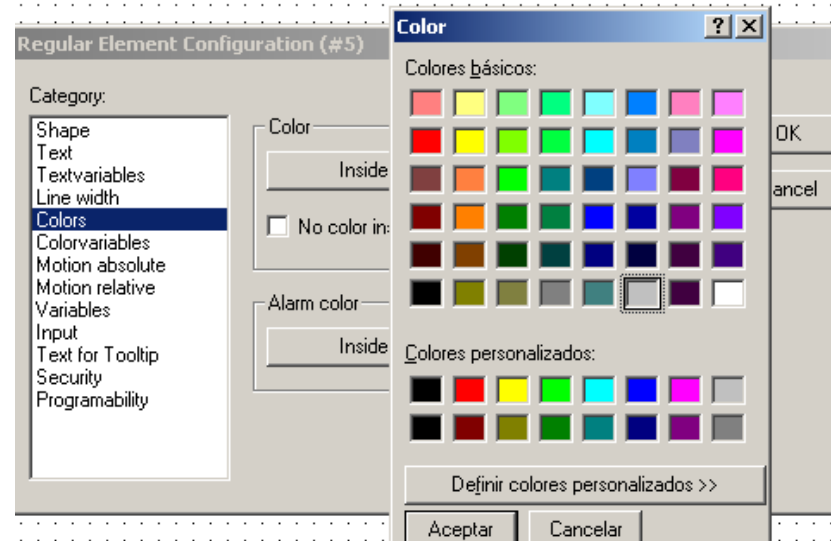 Regular Element Configuration (#5)
Category:
Shape
Text
Textvariables
Line width
Colors
Colorvariables
Motion absolute
Motion relative
Variables
Input
Text for Tooltip
Security
Programability
Color
Inside
No color in
Alarm color
Inside
Color
Colores básicos:
Colores personalizados:
Definir colores personalizados >>
Aceptar
Cancelar
OK
ancel